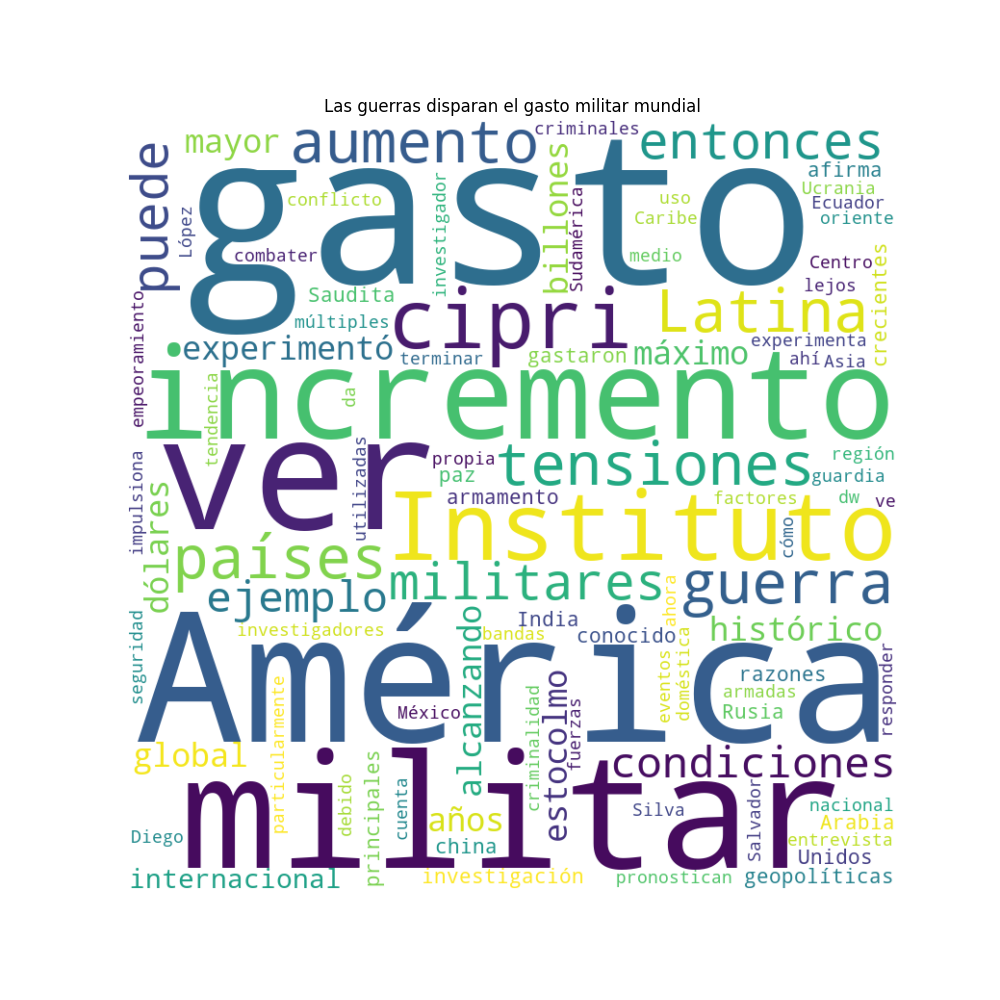 Las guerras disparan el gasto militar mundial
criminales
aumento
entonces
mayor
puede
gasto
billones
afirma
Ucrania
uso
conflicto
investigador
Sudamérica
Ecuador
López
Caribe
oriente
combater
medio
Centro
crecientes
lejos
Saudita
cipri
Latina
empeoramiento
múltiples
experimentó
terminar
gastaron
máximo
experimenta
ahí
Asia
incremento
tendencia
da
ver
utilizadas
propia
tensiones
región
paz
guardia
impulsiona
dólares
armamento
Instituto
factores
dw
ve
cómo
países
militares
guerra
ejemplo
ahora
seguridad
América
investigadores
alcanzando
bandas
India
conocido
histórico
eventos
doméstica
responder
razones
armadas
Rusia
particularmente
México
criminalidad
estocolmo
fuerzas
global
condiciones
militar
principales
debido
cuenta
años
Silva
Salvador
nacional
Arabia
Diego
china
entrevista
Unidos
internacional
investigación
pronostican
geopolíticas